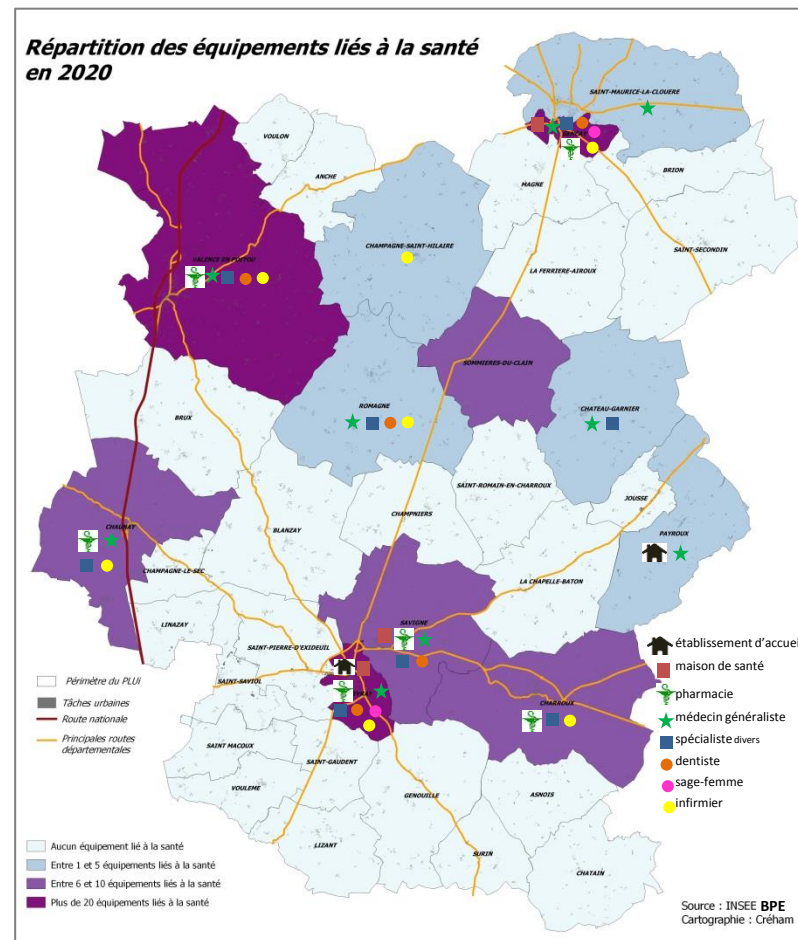 Répartition des équipements liés à la santé
en 2020
SAINT-MAURICE-LA-CLOUERE
VOULON
ANCHE
MAGNE
BRION
CHAMPAGNE-SAINT-HILAIRE
SAINT-SECONDIN
VALENCE EN POITOU
LA FERRIERE-AIROUX
SOMMIERES-DU-CLAIN
ROMAGNE
CHATEAU-GARNIER
BRUX
SAINT-ROMAIN-EN-CHARROUX
JOUSSE
CHAMPNIERS
CHAUNAY
BLANZAY
PAYROUX
CHAMPAGNE-LE-SEC
LA CHAPELLE-BATON
LINAZAY
SAVIGNE
SAINT-PIERRE-D'EXIDEUIL
SAINT-SAVIOL
CHARROUX
SAINT MACOUX
SAINT-GAUDENT
VOULEME
GENOUILLE
ASNOIS
LIZANT
SURIN
CHATAIN
établissement d'accuei
maison de santé
pharmacie
médecin généraliste
spécialiste divers
dentiste
sage-femme
infirmier
Périmètre du PLUI
Tâches urbaines
Route nationale
Principales routes
départementales
Aucun équipement lié à la santé
Entre 1 et 5 équipements liés à la santé
Entre 6 et 10 équipements liés à la santé
Plus de 20 équipements liés à la santé
Source : INSEE BPE
Cartographie : Créham